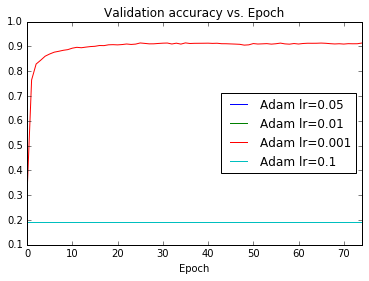 Validation accuracy vs. Epoch
1.0
0.9
0.8
0.7
0.6
0.5
0.4
0.3
0.2
0.1
Adam lr=0.05
Adam lr=0.01
Adam lr=0.001
Adam lr=0.1
0 10 20 30 40 50 60 70
Epoch